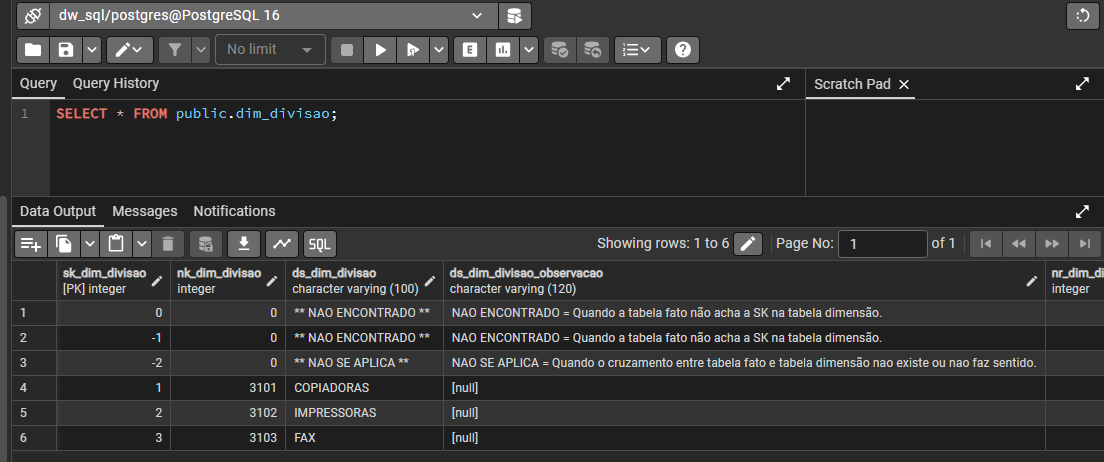 dw_sql/postgres@PostgreSQL 16
No limit
E
Query Query History
Scratch Pad
1 SELECT * FROM public.dim_divisao;
Data Output Messages Notifications
SQL Showing rows: 1 to 6 Page No: 1 of 1
sk_dim_divisao nk_dim_divisao ds_dim_divisao ds_dim_divisao_observacao nr_dim_di
[PK] integer integer character varying (100) character varying (120) integer
1 0 0 ** NAO ENCONTRADO ** NAO ENCONTRADO = Quando a tabela fato não acha a SK na tabela dimensão.
2 -1 0 ** NAO ENCONTRADO ** NAO ENCONTRADO = Quando a tabela fato não acha a SK na tabela dimensão.
3 -2 0 ** NAO SE APLICA ** NAO SE APLICA = Quando o cruzamento entre tabela fato e tabela dimensão nao existe ou nao faz sentido.
4 1 3101 COPIADORAS [null]
5 2 3102 IMPRESSORAS [null]
6 3 3103 FAX [null]